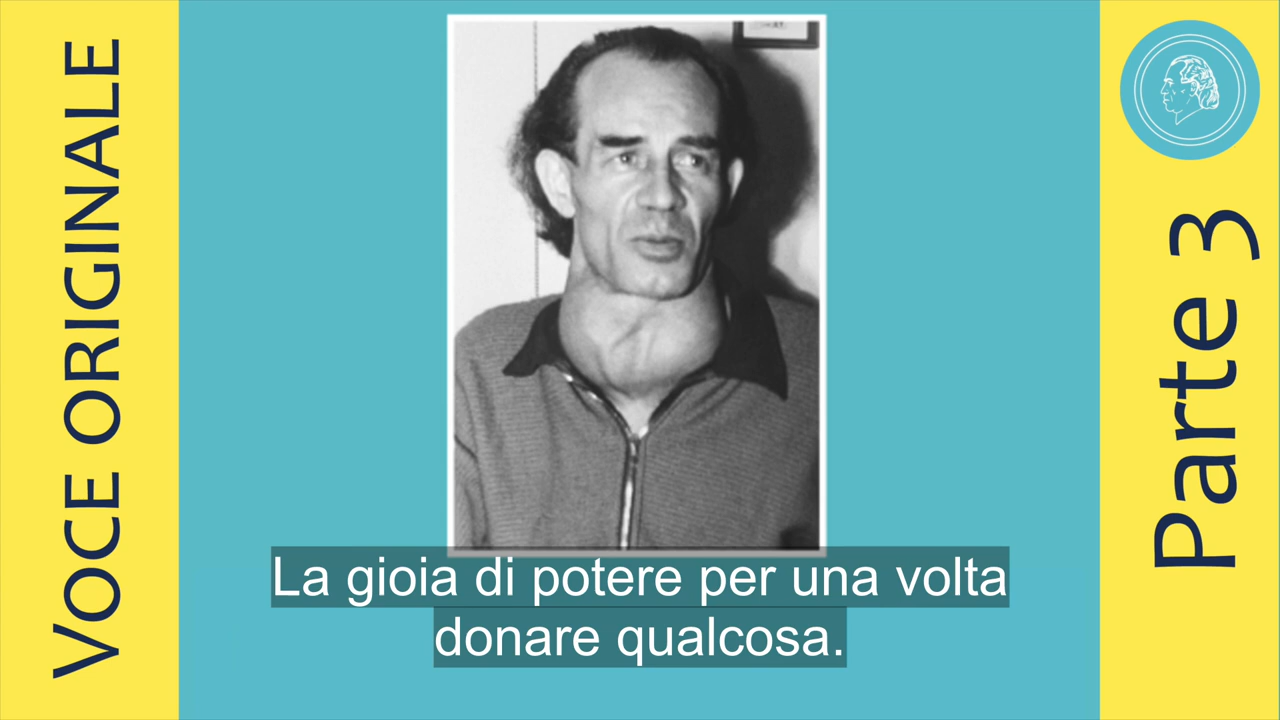 VOCE ORIGINALE
Parte 3
La gioia di potere per una volta
donare qualcosa.